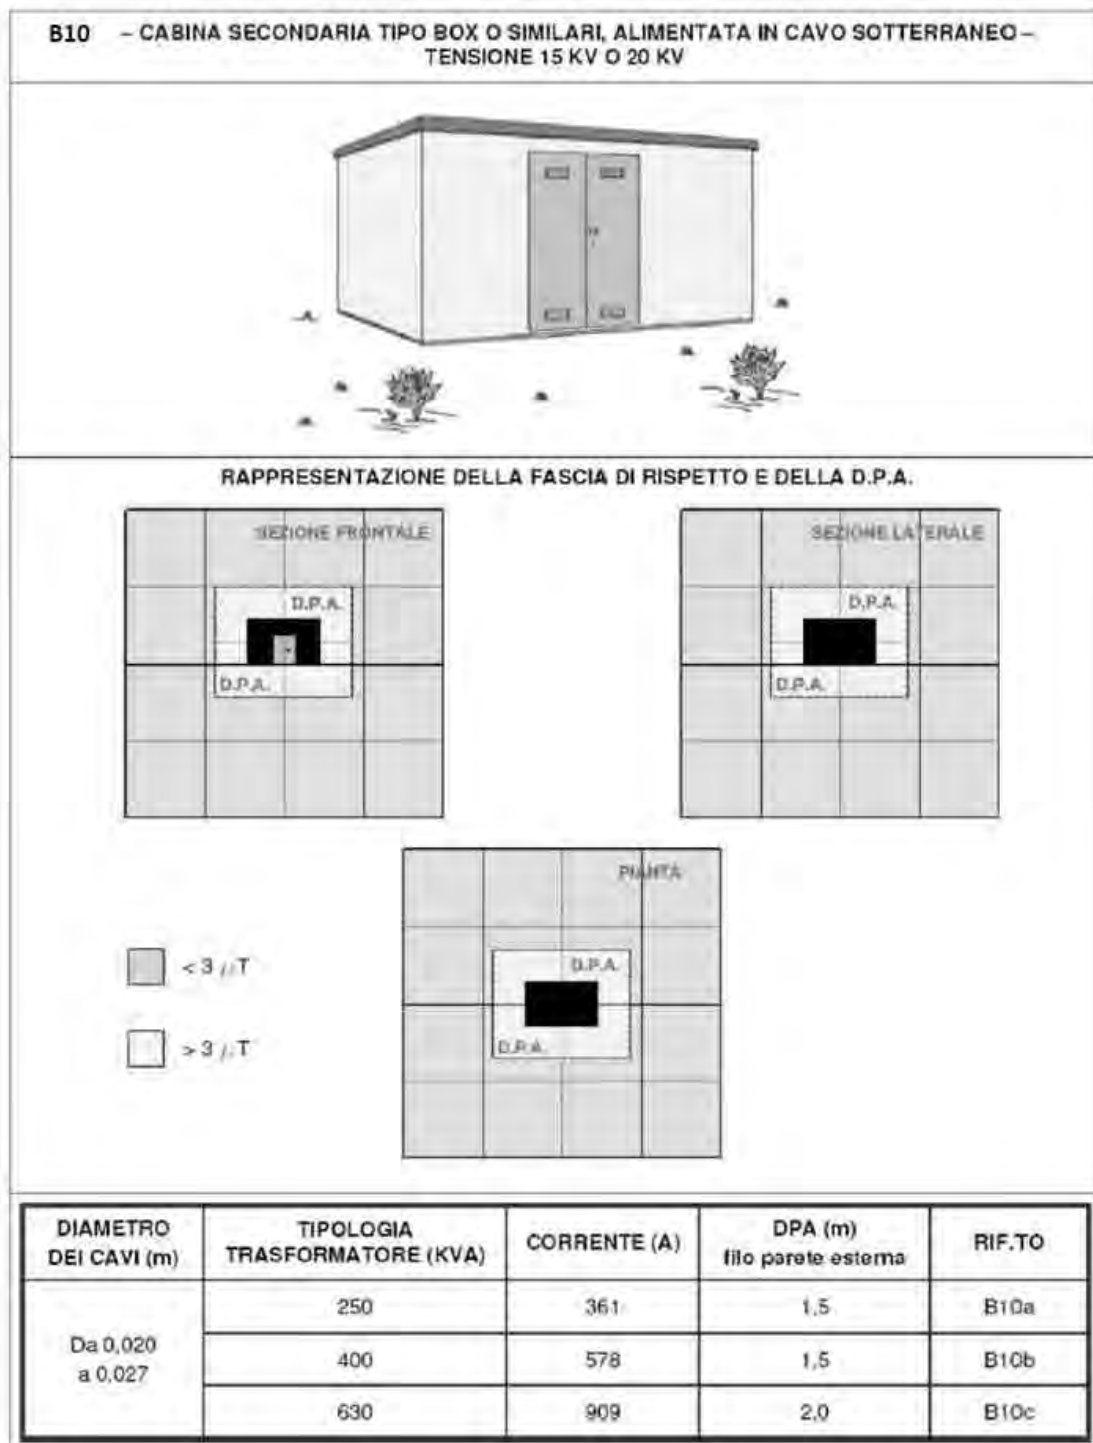 B10 – CABINA SECONDARIA TIPO BOX O SIMILARI, ALIMENTATA IN CAVO SOTTERRANEO –
TENSIONE 15 KV O 20 KV
RAPPRESENTAZIONE DELLA FASCIA DI RISPETTO E DELLA D.P.A.
SEZIONE FRONTALE
D.P.A.
D.P.A.
SEZIONE LATERALE
D.P.A.
D.P.A.
PIANTA
D.P.A.
D.P.A.
< 3 μT
> 3 μT
DIAMETRO
DEI CAVI (m)
TIPOLOGIA
TRASFORMATORE (KVA)
CORRENTE (A)
DPA (m)
filo parete esterna
RIF.TO
Da 0,020
a 0,027
250 361 1,5 B10a
400 578 1,5 B10b
630 909 2,0 B10c